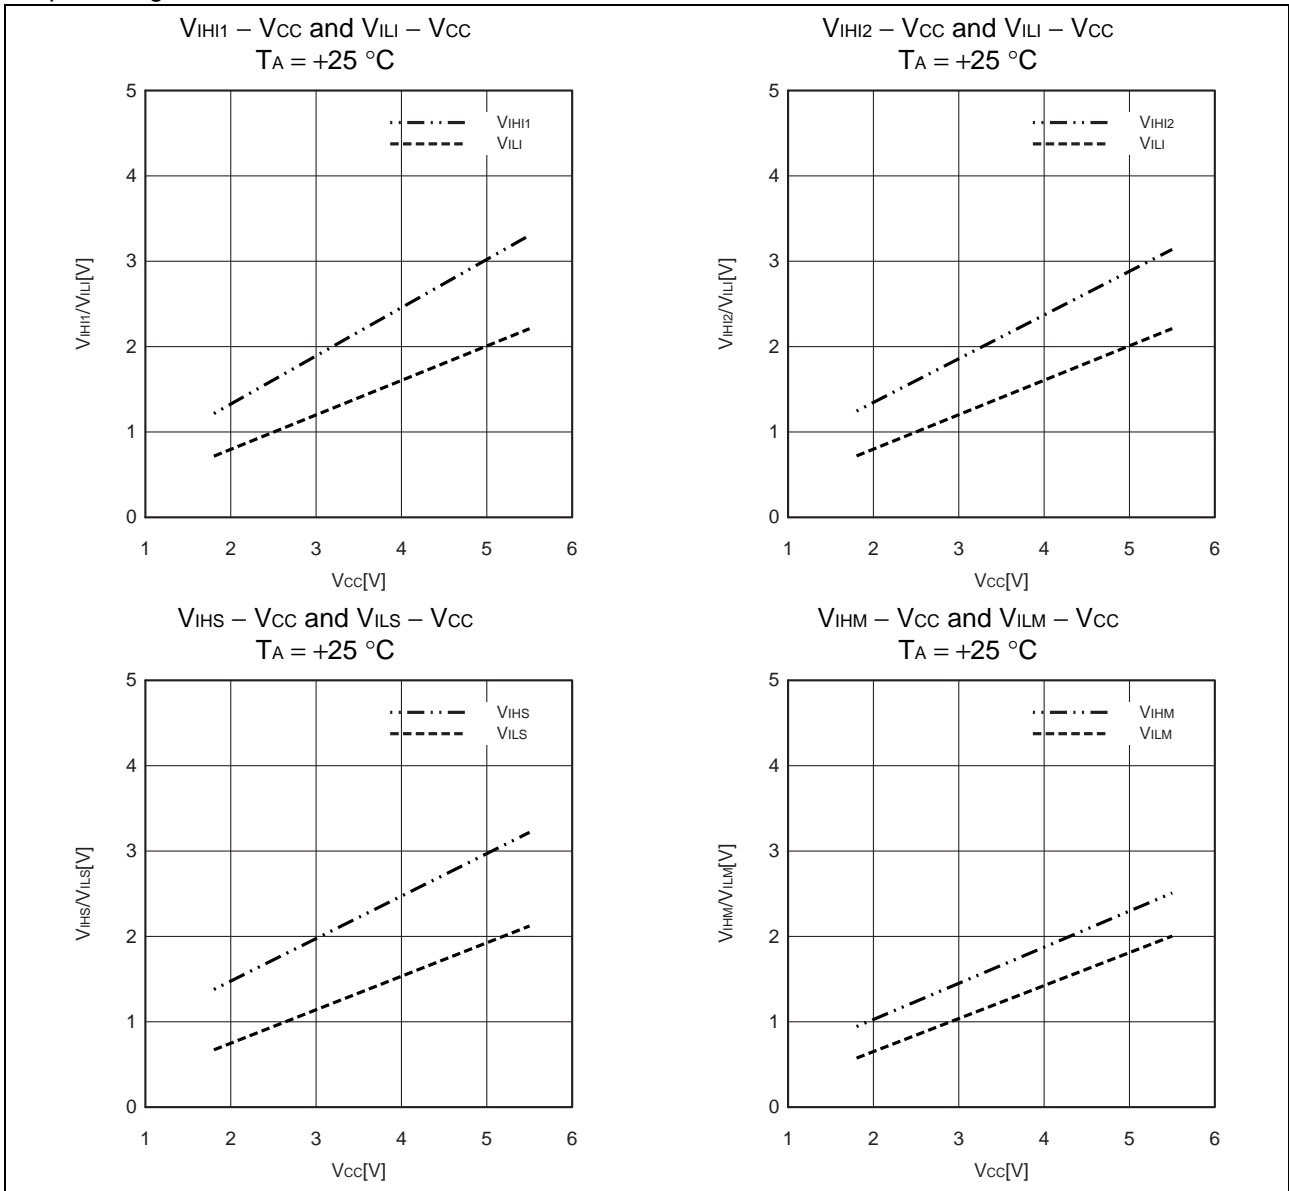 VIHI1 – VCC and VILI – VCC
TA = +25 °C
VIHI1
VILI
5
4
3
2
1
0
VIHI1/VILI[V]
1 2 3 4 5 6
VCC[V]
VIHI2 – VCC and VILI – VCC
TA = +25 °C
VIHI2
VILI
5
4
3
2
1
0
VIHI2/VILI[V]
1 2 3 4 5 6
VCC[V]
VIHS – VCC and VILS – VCC
TA = +25 °C
VIHS
VILS
5
4
3
2
1
0
VIHS/VILS[V]
1 2 3 4 5 6
VCC[V]
VIHM – VCC and VILM – VCC
TA = +25 °C
VIHM
VILM
5
4
3
2
1
0
VIHM/VILM[V]
1 2 3 4 5 6
VCC[V]